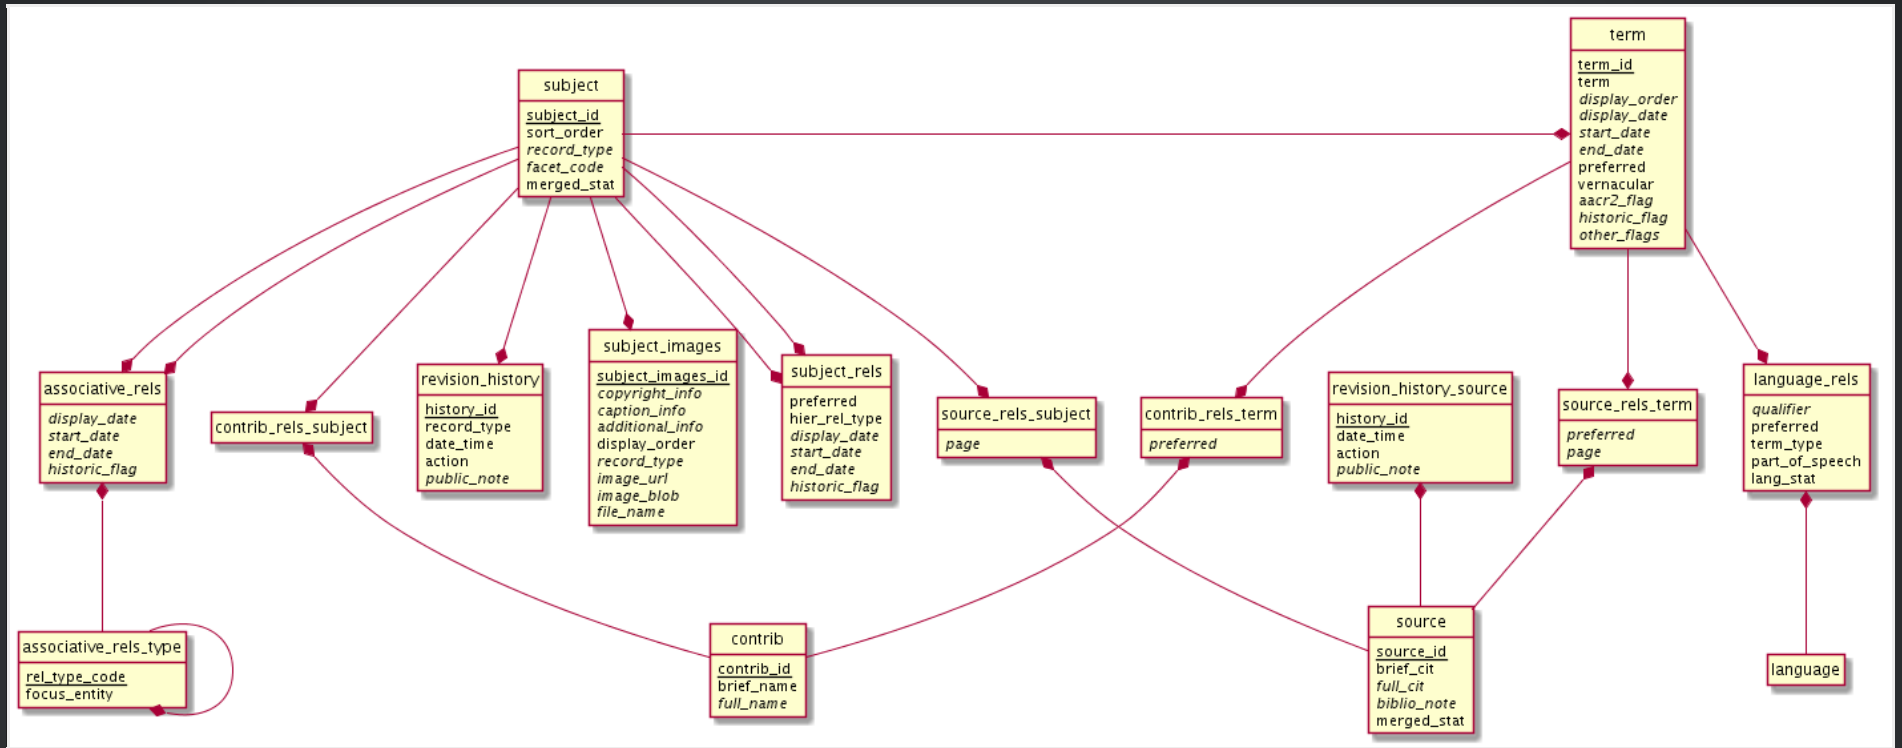 term
term_id
term
display_order
display_date
start_date
end_date
preferred
vernacular
aacr2_flag
historic_flag
other_flags
subject
subject_id
sort_order
record_type
facet_code
merged_stat
associative_rels
display_date
start_date
end_date
historic_flag
contrib_rels_subject
revision_history
history_id
record_type
date_time
action
public_note
subject_images
subject_images_id
copyright_info
caption_info
additional_info
display_order
record_type
image_url
image_blob
file_name
subject_rels
preferred
hier_rel_type
display_date
start_date
end_date
historic_flag
source_rels_subject
page
contrib_rels_term
preferred
revision_history_source
history_id
date_time
action
public_note
source_rels_term
preferred
page
language_rels
qualifier
preferred
term_type
part_of_speech
lang_stat
associative_rels_type
rel_type_code
focus_entity
contrib
contrib_id
brief_name
full_name
source
source_id
brief_cit
full_cit
biblio_note
merged_stat
language